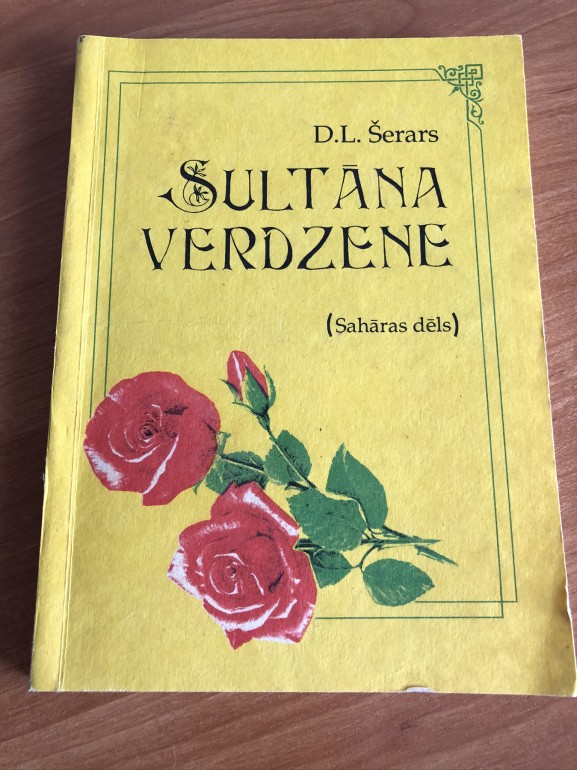 D.L. Šerars
SULTĀNA
VERDZENE
(Sahāras dēls)